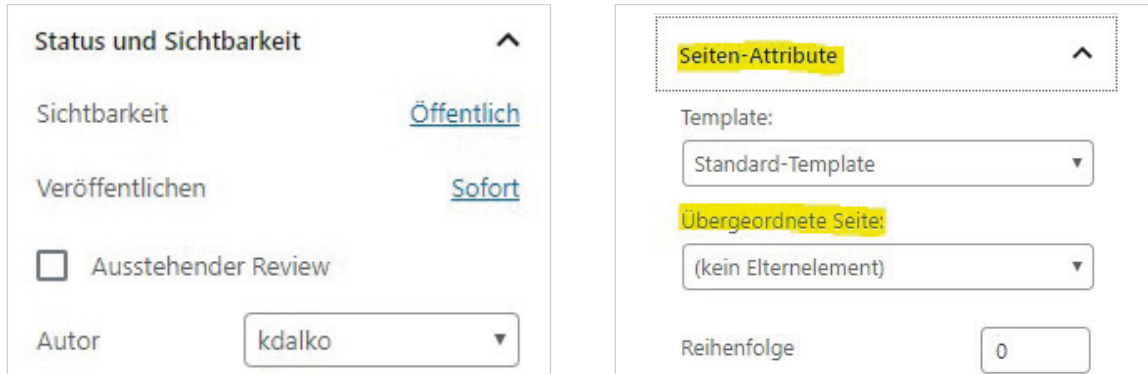 Status und Sichtbarkeit
Sichtbarkeit Öffentlich
Veröffentlichen Sofort
Ausstehender Review
Autor kdalko
Seiten-Attribute
Template:
Standard-Template
Übergeordnete Seite:
(kein Elternelement)
Reihenfolge 0